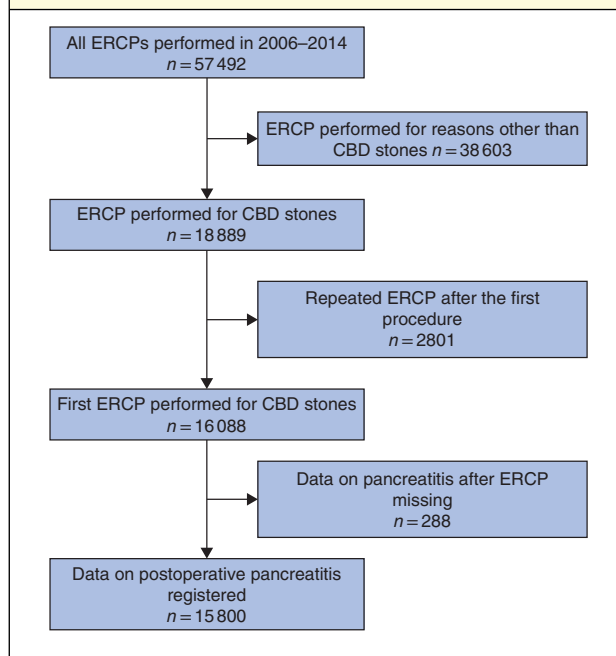 All ERCPs performed in 2006–2014
n = 57 492
ERCP performed for reasons other than
CBD stones n = 38 603
ERCP performed for CBD stones
n = 18 889
Repeated ERCP after the first
procedure
n = 2801
First ERCP performed for CBD stones
n = 16 088
Data on pancreatitis after ERCP
missing
n = 288
Data on postoperative pancreatitis
registered
n = 15 800